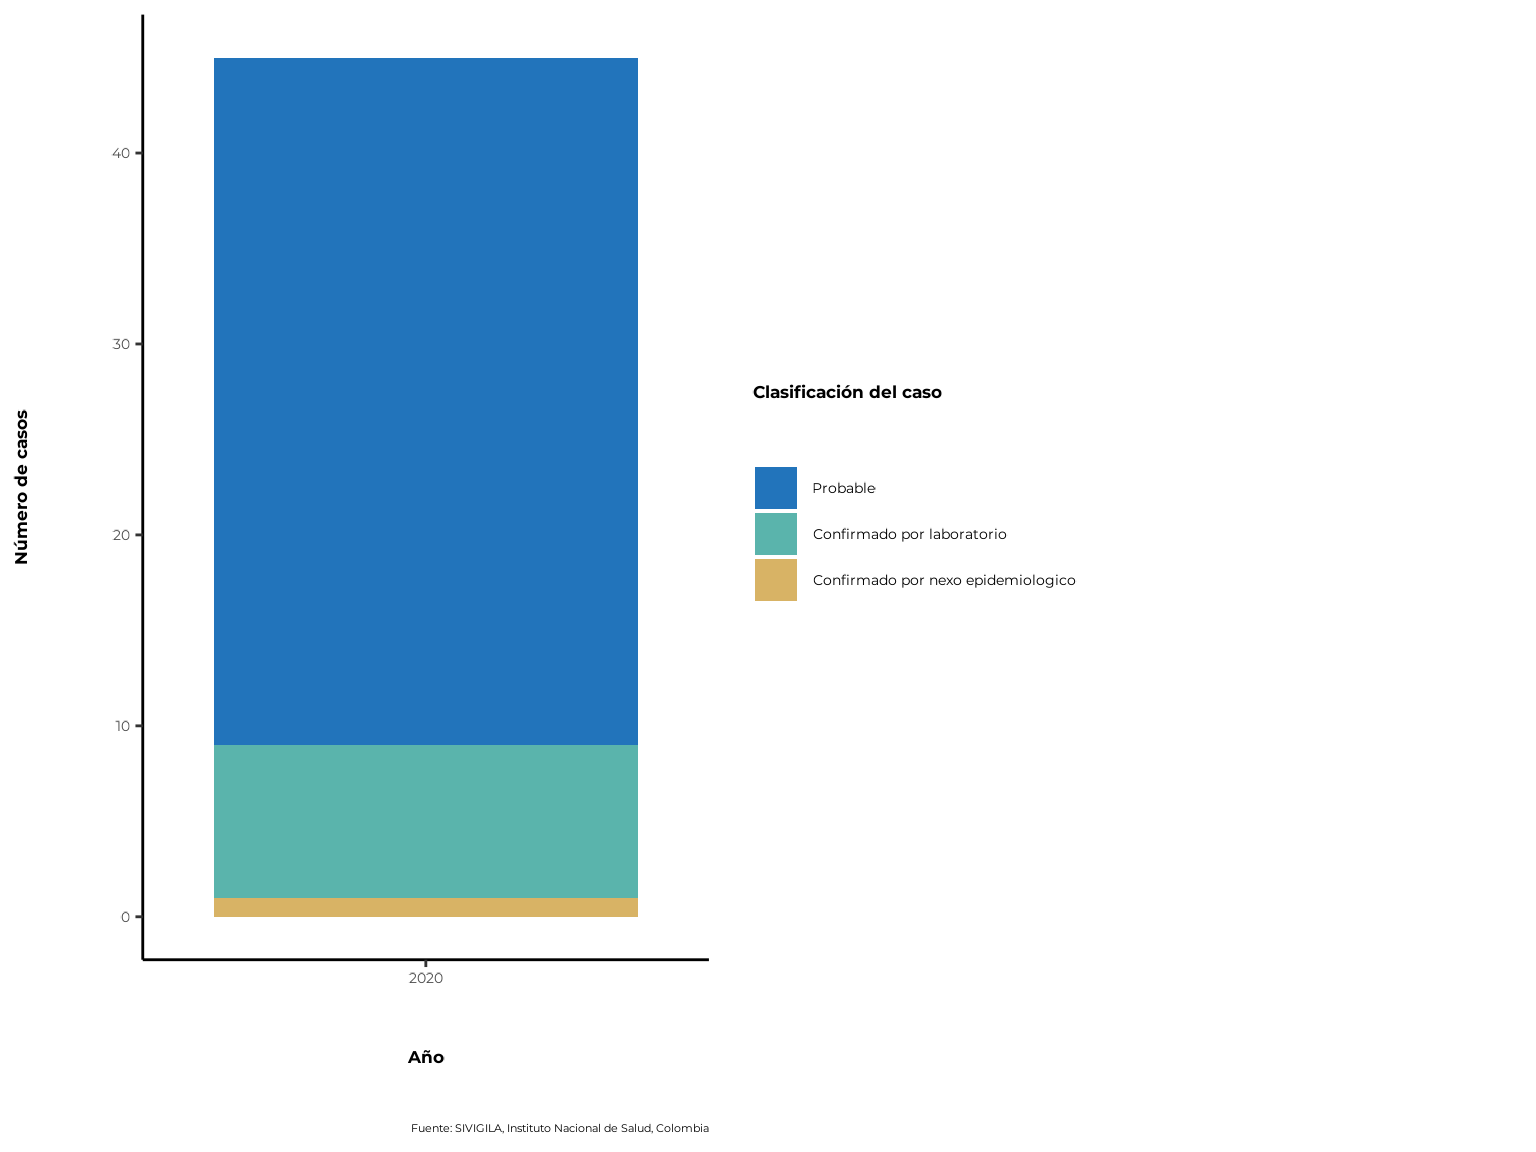 Número de casos
40
30
20
10
0
2020
Año
Clasificación del caso
Probable
Confirmado por laboratorio
Confirmado por nexo epidemiologico
Fuente: SIVIGILA, Instituto Nacional de Salud, Colombia